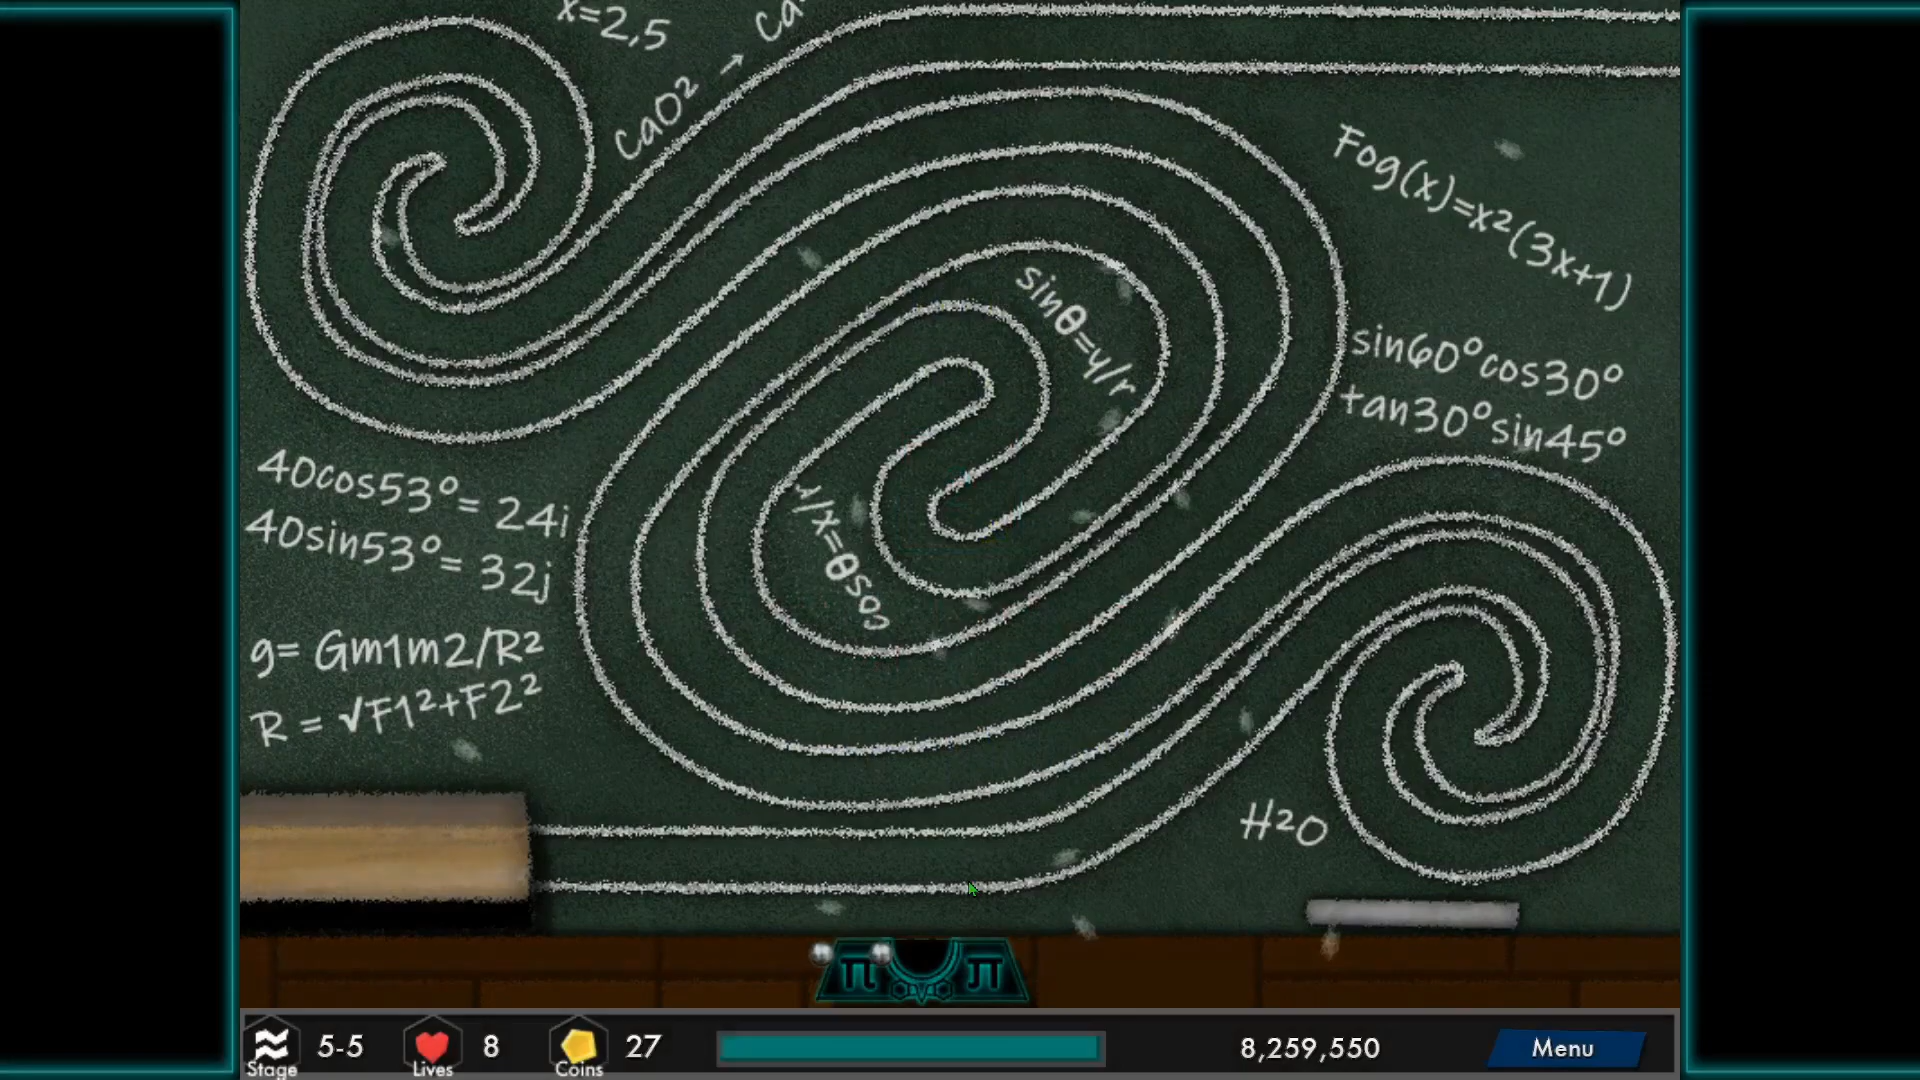 x=2,5
CaO² → Ca
Fog(x)=x²(3x+1)
sinθ=y/r
sin60°cos30°
tan30°sin45°
40cos53°= 24i
40sin53°= 32j
g= Gm1m2/R²
R = √F1²+F2²
H²O
Stage 5-5
Lives 8
Coins 27
8,259,550
Menu